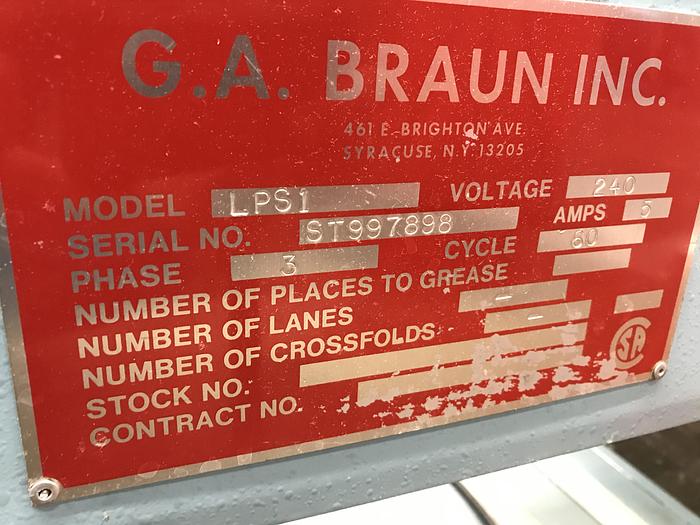 G.A. BRAUN INC.
461 E. BRIGHTON AVE.
SYRACUSE, N.Y. 13205
MODEL LPS1 VOLTAGE 240
SERIAL NO. ST997898 AMPS 5
PHASE 3 CYCLE 60
NUMBER OF PLACES TO GREASE
NUMBER OF LANES -
NUMBER OF CROSSFOLDS -
STOCK NO.
CONTRACT NO.
SA